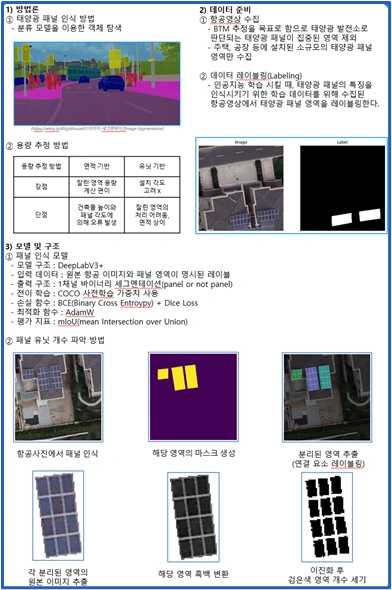 1) 방법론
① 태양광 패널 인식 방법
- 분류 모델을 이용한 객체 탐색
② 용량 추정 방법
용량 추정 방법 면적 기반 유닛 기반
장점 잘린 영역 용량 계산 편이 설치 각도 고려 x
단점 건축물 높이와 패널 각도에 의해 오류 발생 잘린 영역의 처리 어려움, 면적 상이
2) 데이터 준비
① 항공영상 수집
- BTM 추정을 목표로 함으로 태양광 발전소로
판단되는 태양광 패널이 집중된 영역 제외
- 주택, 공장 등에 설치된 소규모의 태양광 패널
영역만 수집
② 데이터 레이블링(Labeling)
- 인공지능 학습 시킬 때, 태양광 패널의 특징을
인식시키기 위한 학습 데이터를 위해 수집된
항공영상에서 태양광 패널 영역을 레이블링한다.
Image Label
3) 모델 및 구조
① 패널 인식 모델
- 모델 구조 : DeepLabV3+
- 입력 데이터 : 원본 항공 이미지와 패널 영역이 명시된 레이블
- 출력 구조 : 1채널 바이너리 세그멘테이션(panel or not panel)
- 전이 학습 : COCO 사전학습 가중치 사용
- 손실 함수 : BCE(Binary Cross Entroypy) + Dice Loss
- 최적화 함수 : AdamW
- 평가 지표 : mIoU(mean Intersection over Union)
② 패널 유닛 개수 파악 방법
항공사진에서 패널 인식
해당 영역의 마스크 생성
분리된 영역 추출
(연결 요소 레이블링)
각 분리된 영역의
원본 이미지 추출
해당 영역 흑백 변환
이진화 후
검은색 영역 개수 세기